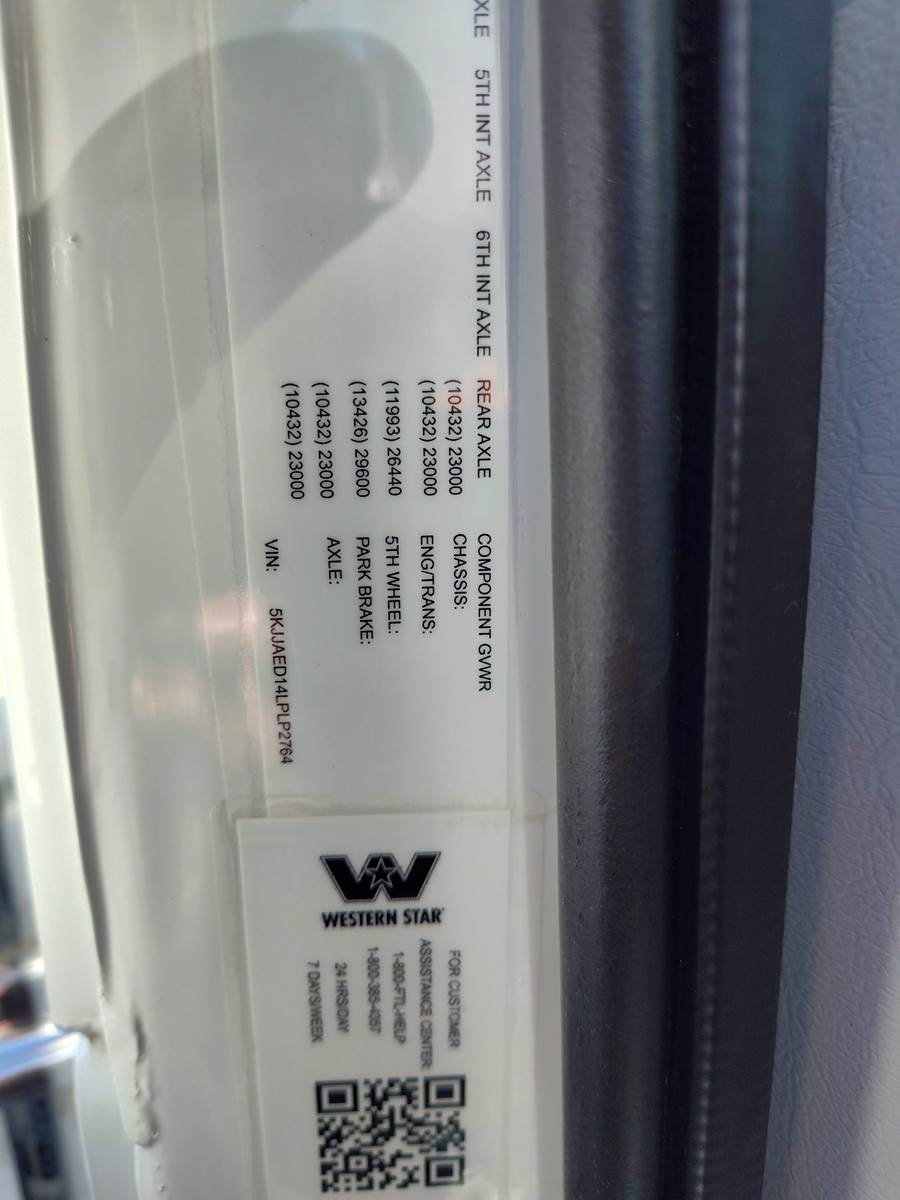 XLE 5TH INT AXLE 6TH INT AXLE REAR AXLE COMPONENT GVWR
(10432) 23000 CHASSIS:
(10432) 23000 ENG/TRANS:
(11993) 26440 5TH WHEEL:
(13426) 29600 PARK BRAKE:
(10432) 23000 AXLE:
(10432) 23000
VIN: 5KJJAED14LPLP2764
WESTERN STAR
FOR CUSTOMER
ASSISTANCE CENTER:
1-800-FTL-HELP
1-800-385-4357
24 HRS/DAY
7 DAYS/WEEK